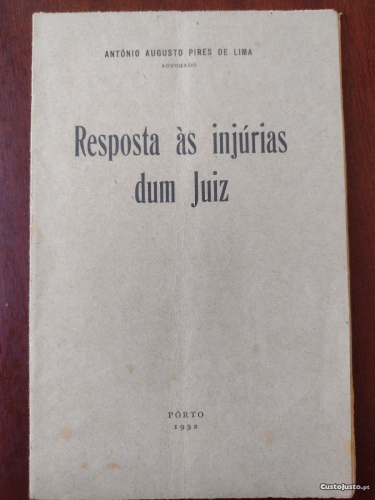 ANTÓNIO AUGUSTO PIRES DE LIMA
ADVOGADO
Resposta às injúrias
dum Juiz
PÔRTO
1932
CustoJusto.pt